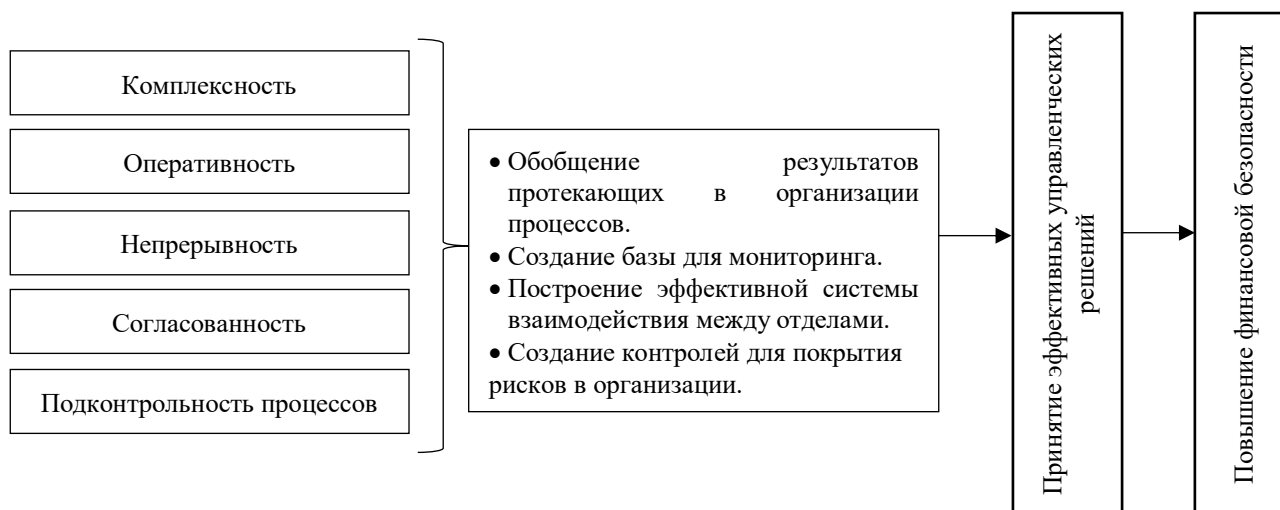 Комплексность
Оперативность
Непрерывность
Согласованность
Подконтрольность процессов
• Обобщение результатов
протекающих в организации
процессов.
• Создание базы для мониторинга.
• Построение эффективной системы
взаимодействия между отделами.
• Создание контролей для покрытия
рисков в организации.
Принятие эффективных управленческих
решений
Повышение финансовой безопасности